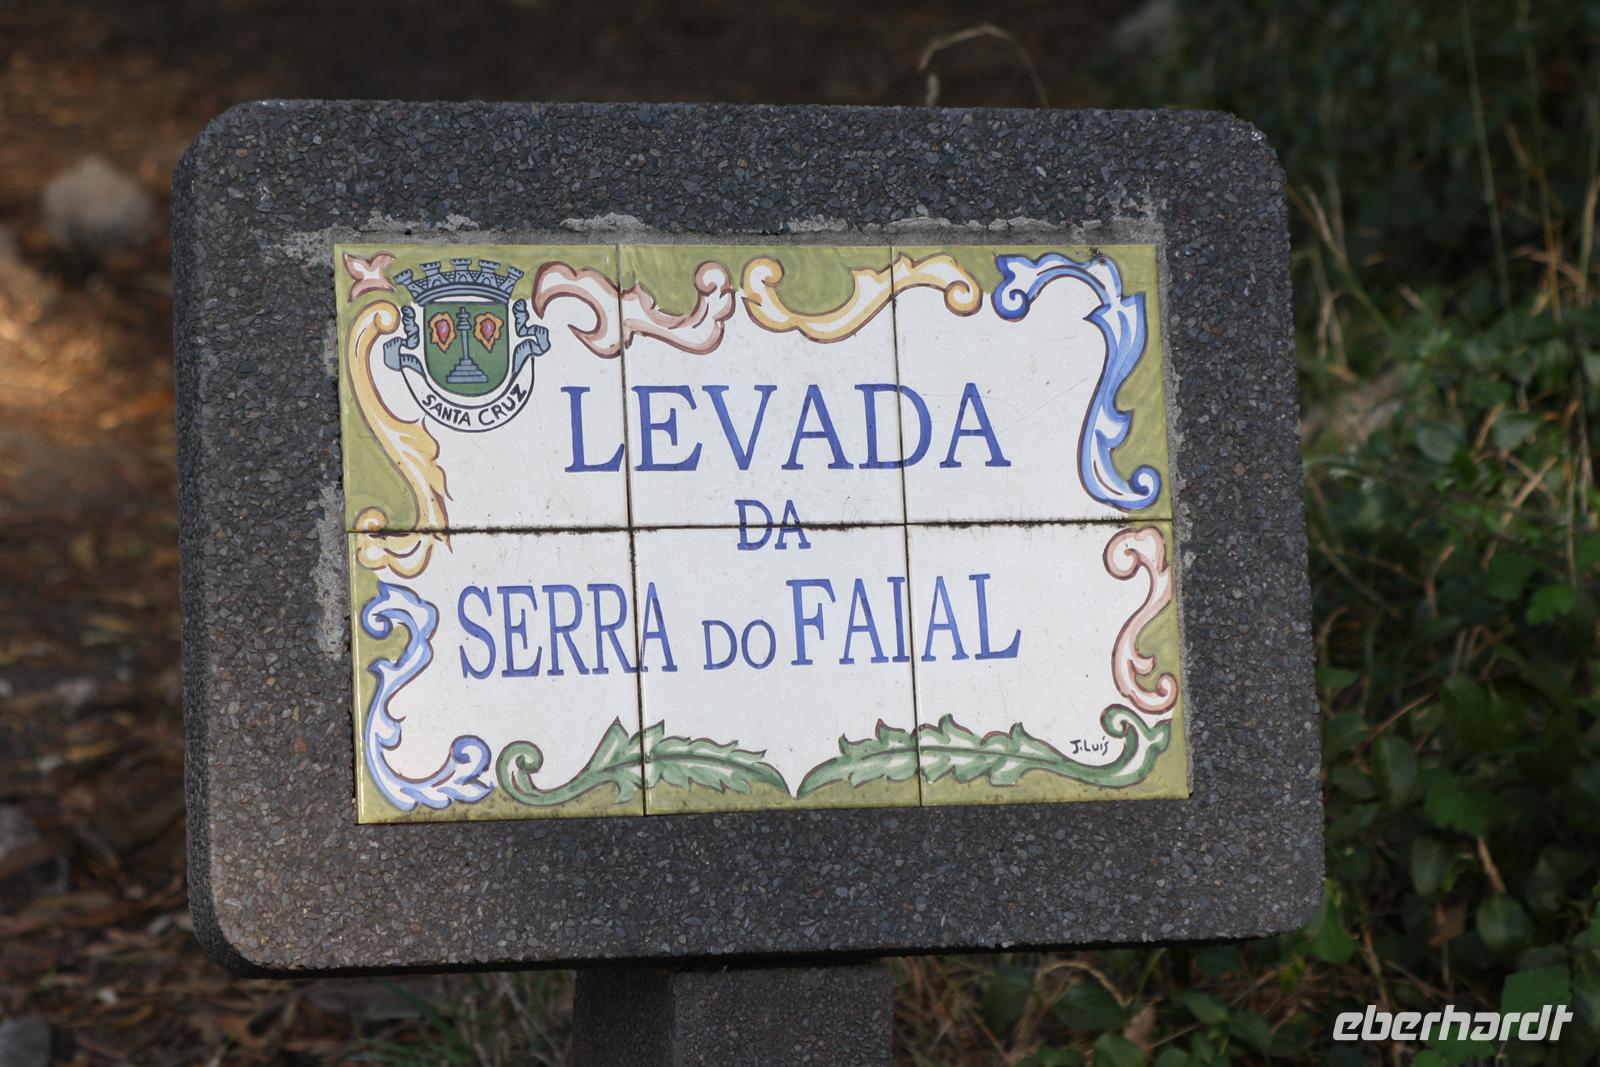 SANTA CRUZ
LEVADA
DA
SERRA DO FAIAL
J. Luís
eberhardt